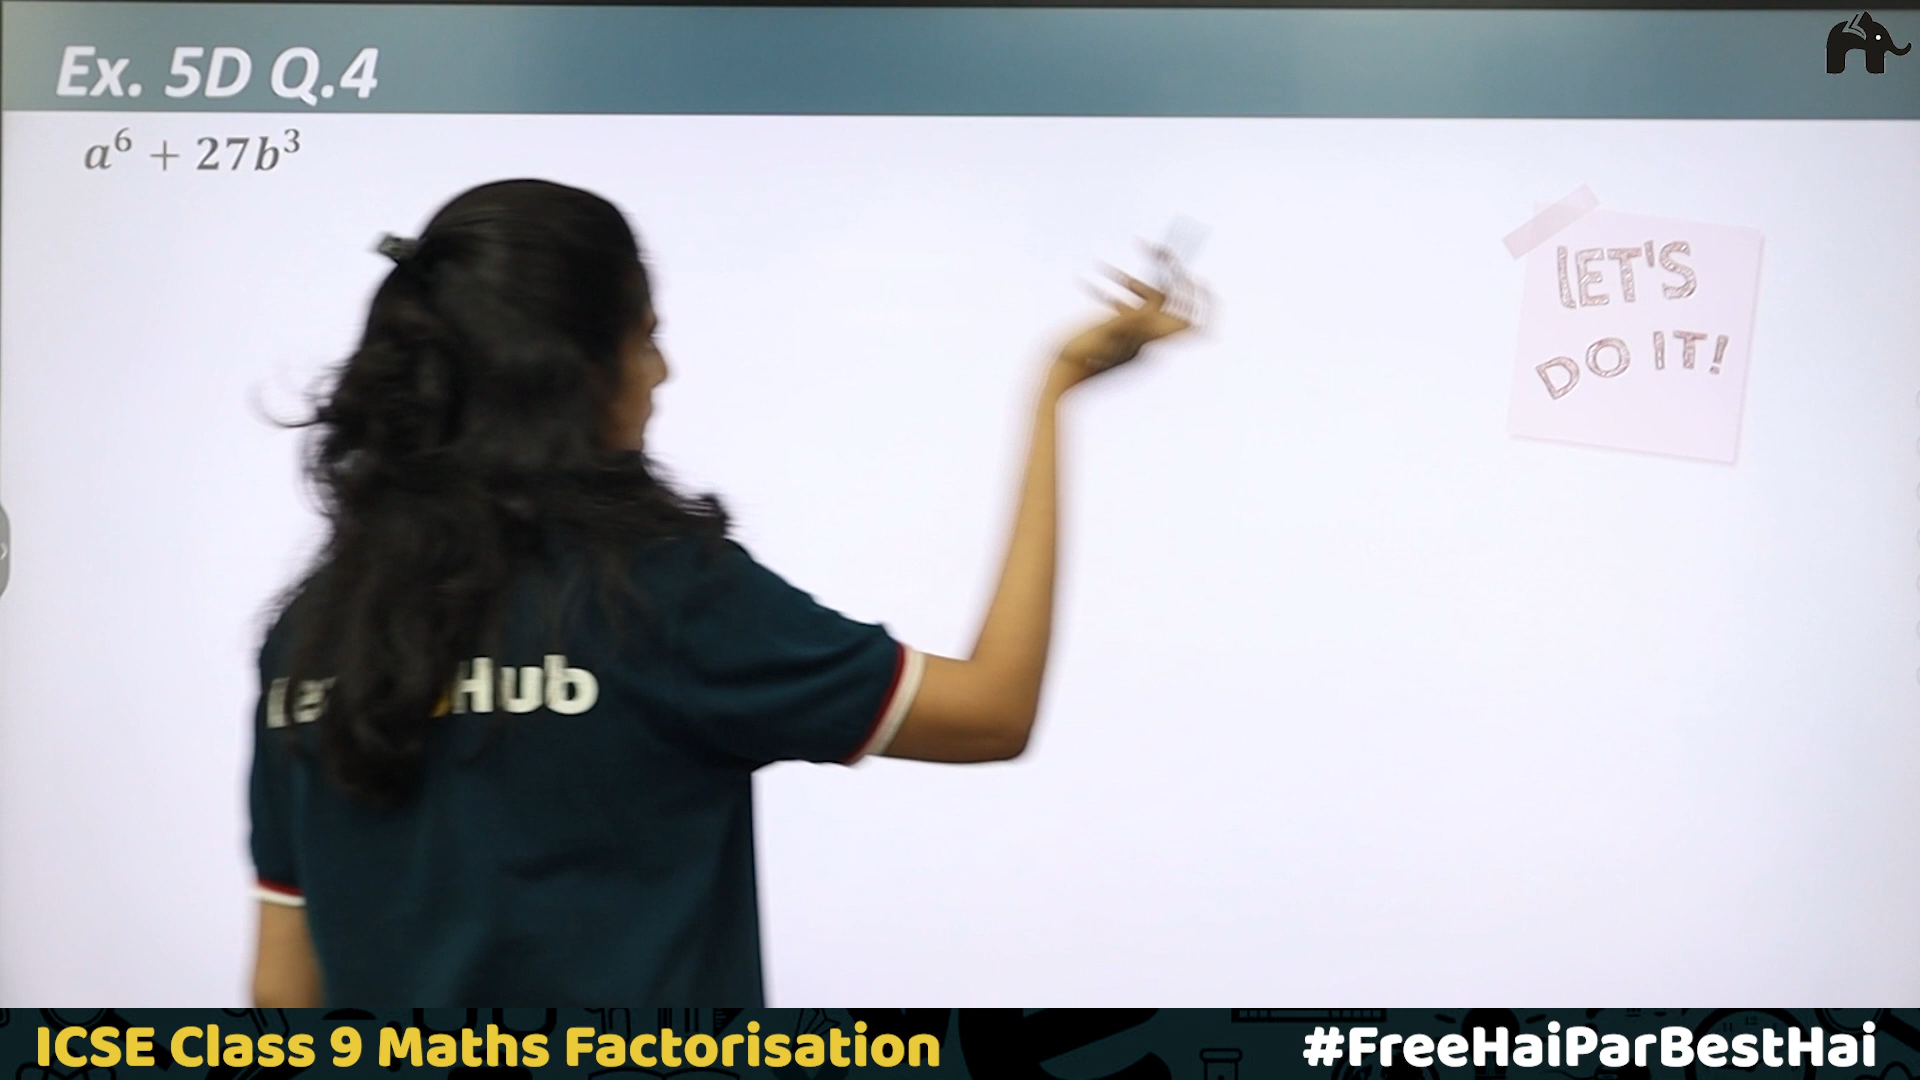 Ex. 5D Q.4
a⁶ + 27b³
LET'S
DO IT!
Hub
ICSE Class 9 Maths Factorisation
#FreeHaiParBestHai